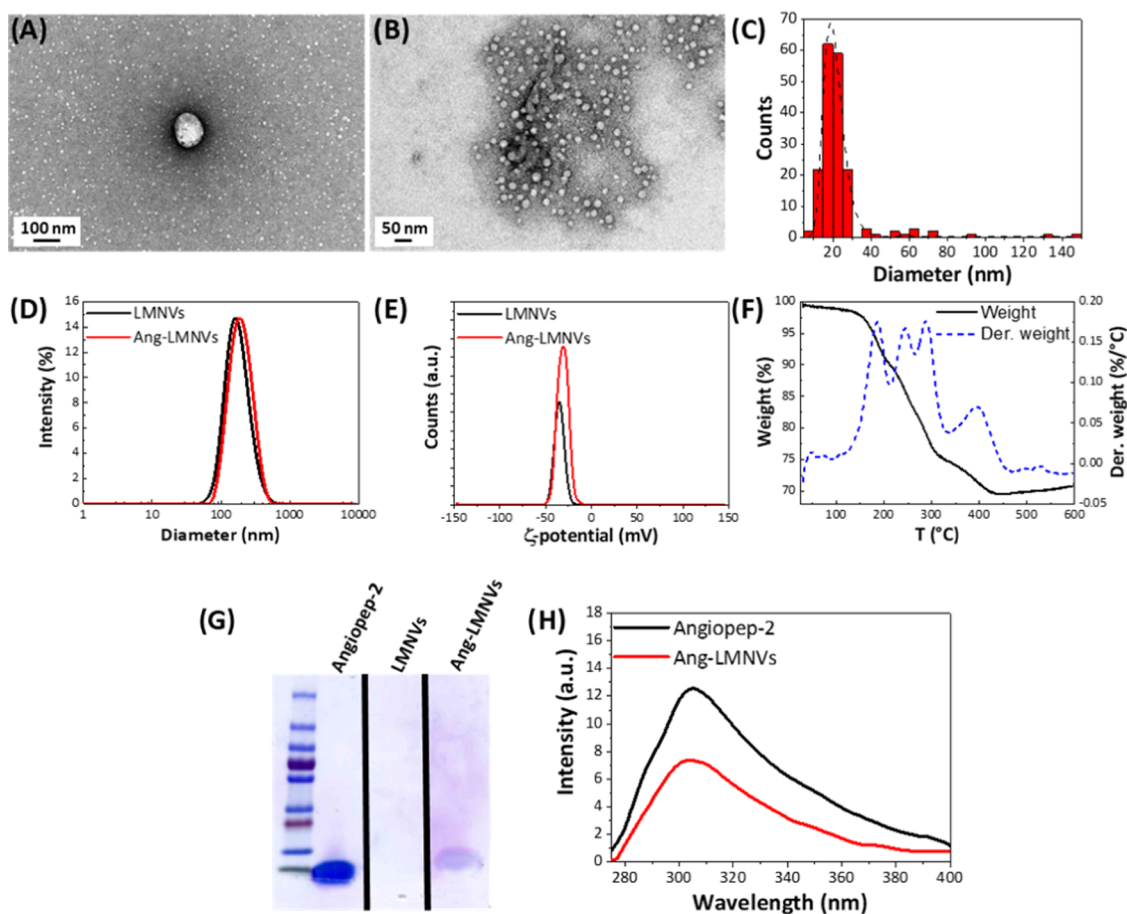 (A)
100 nm
(B)
50 nm
(C)
Counts
70
60
50
40
30
20
10
0
20 40 60 80 100 120 140
Diameter (nm)
(D)
LMNVs
Ang-LMNVs
Intensity (%)
16
14
12
10
8
6
4
2
0
1 10 100 1000 10000
Diameter (nm)
(E)
LMNVs
Ang-LMNVs
Counts (a.u.)
-150 -100 -50 0 50 100 150
ζ-potential (mV)
(F)
Weight
Der. weight
Weight (%)
100
95
90
85
80
75
70
Der. weight (%/°C)
0.20
0.15
0.10
0.05
0.00
-0.05
100 200 300 400 500 600
T (°C)
(G)
Angiopep-2
LMNVs
Ang-LMNVs
(H)
Angiopep-2
Ang-LMNVs
Intensity (a.u.)
18
16
14
12
10
8
6
4
2
0
275 300 325 350 375 400
Wavelength (nm)